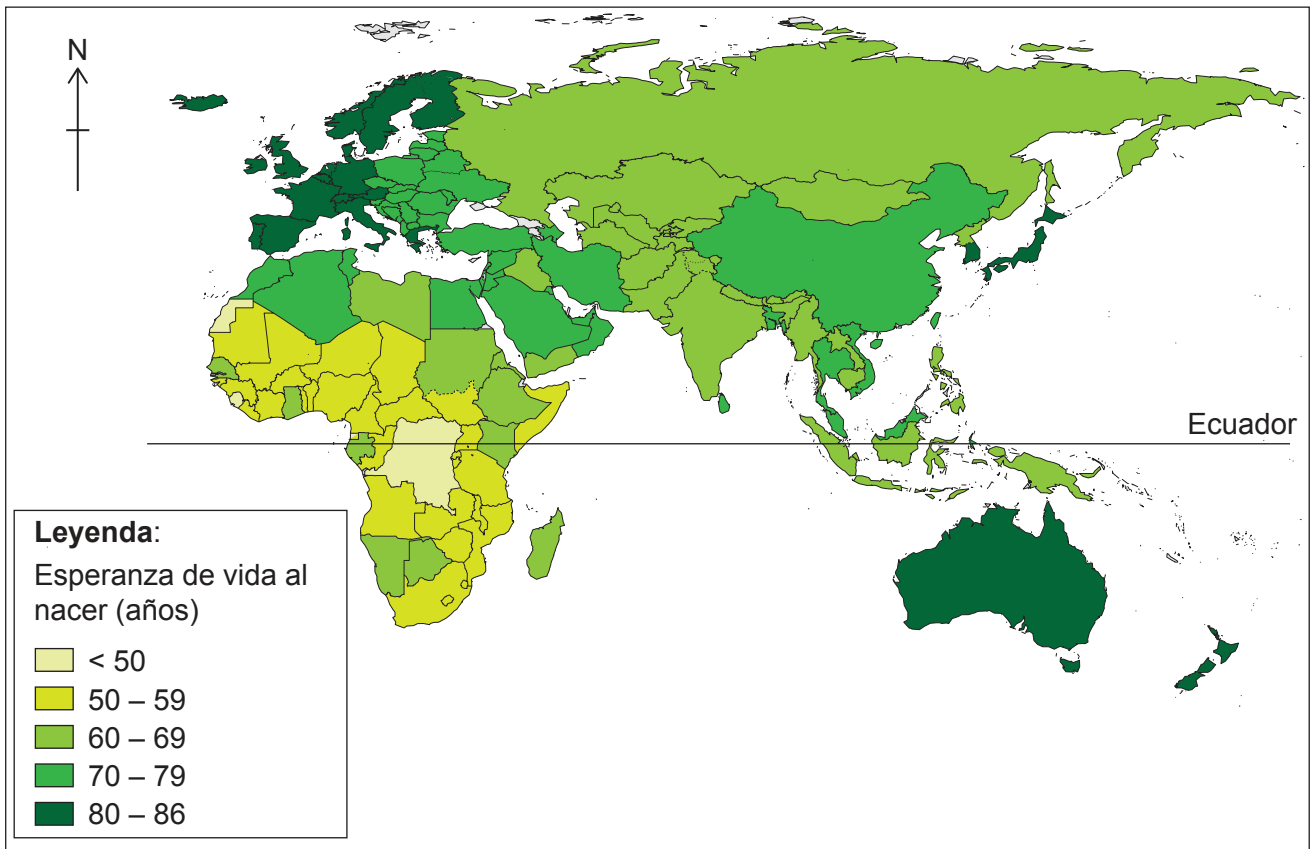 N
Ecuador
Leyenda:
Esperanza de vida al
nacer (años)
< 50
50 – 59
60 – 69
70 – 79
80 – 86